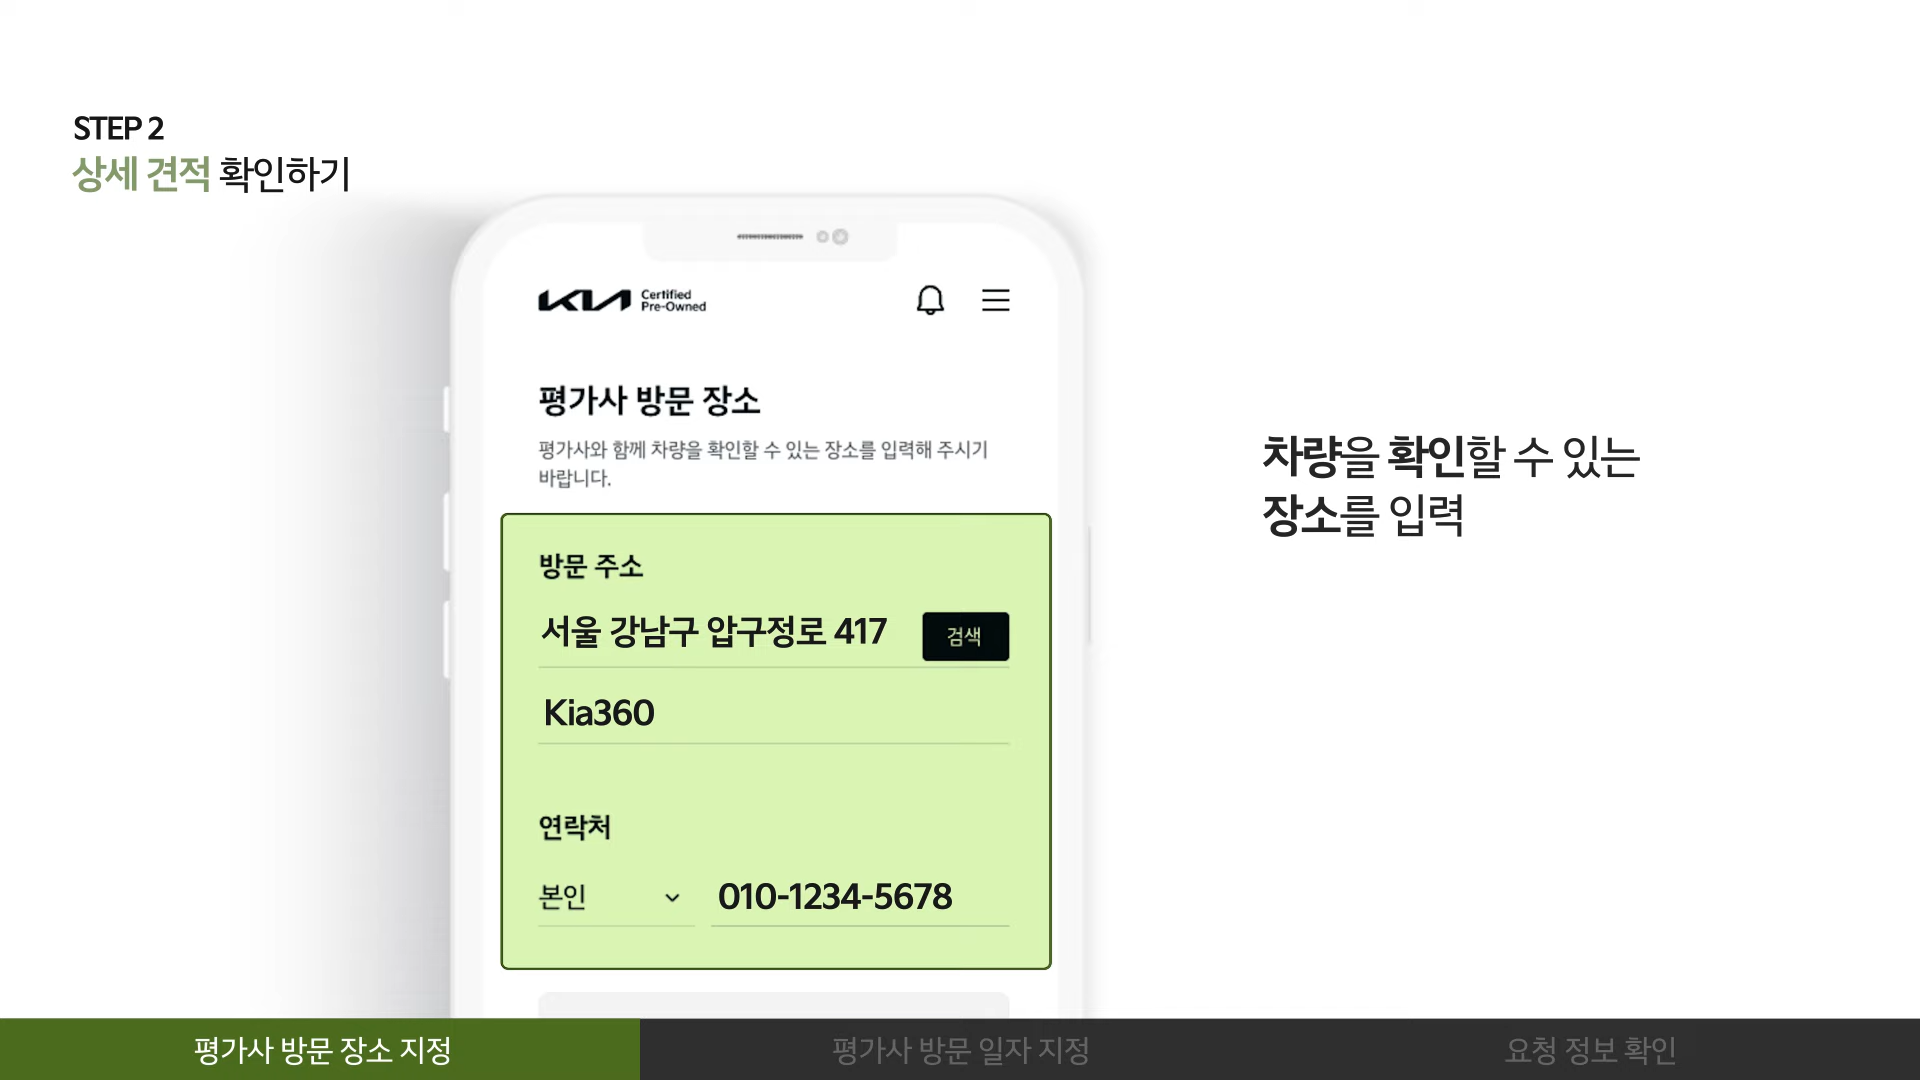 STEP 2
상세 견적 확인하기
KIA Certified
Pre-Owned
평가사 방문 장소
평가사와 함께 차량을 확인할 수 있는 장소를 입력해 주시기
바랍니다.
방문 주소
서울 강남구 압구정로 417 검색
Kia360
연락처
본인 010-1234-5678
차량을 확인할 수 있는
장소를 입력
평가사 방문 장소 지정 평가사 방문 일자 지정 요청 정보 확인